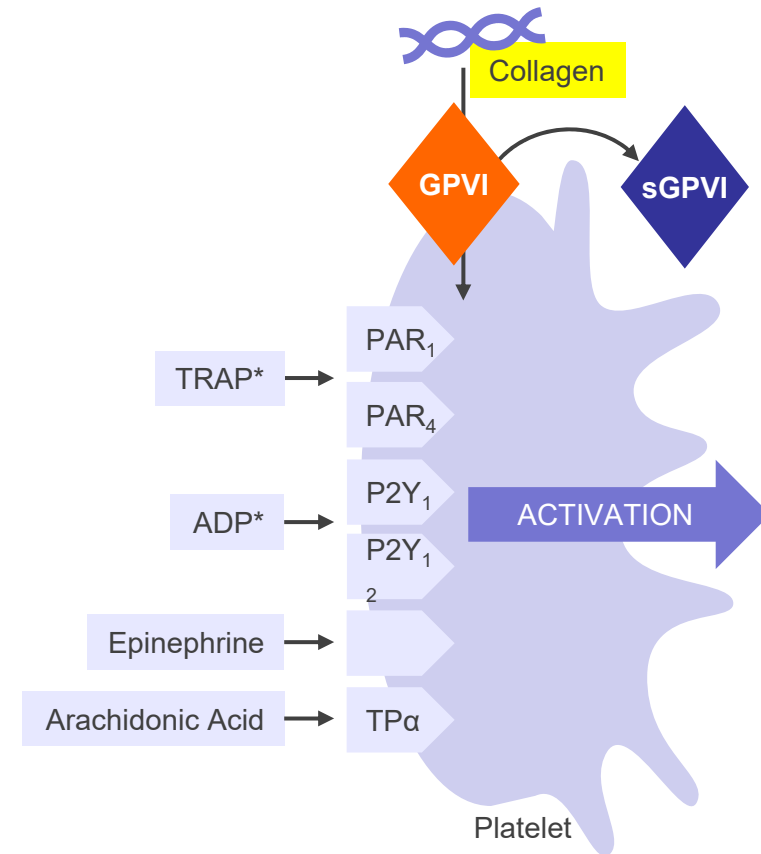 Collagen
GPVI
sGPVI
PAR₁
TRAP*
PAR₄
P2Y₁
ADP*
ACTIVATION
P2Y₁
₂
Epinephrine
Arachidonic Acid
TPα
Platelet